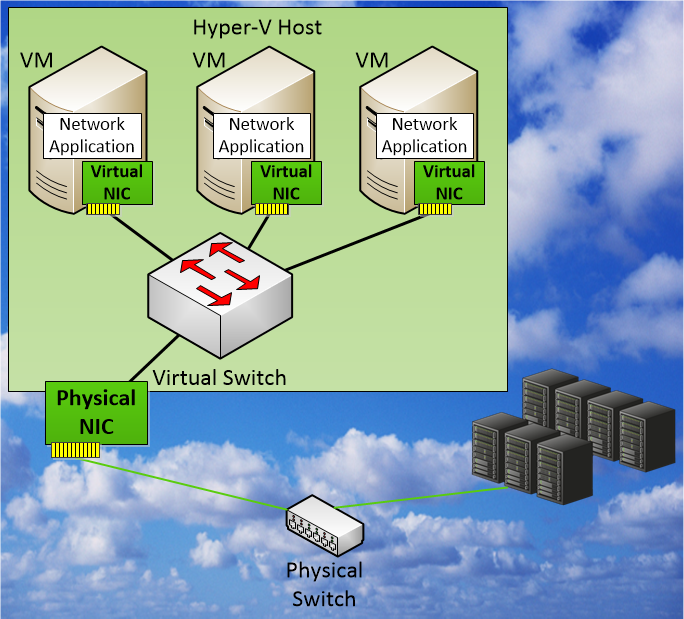 Hyper-V Host
VM
VM
VM
Network
Application
Network
Application
Network
Application
Virtual
NIC
Virtual
NIC
Virtual
NIC
Virtual Switch
Physical
NIC
Physical
Switch